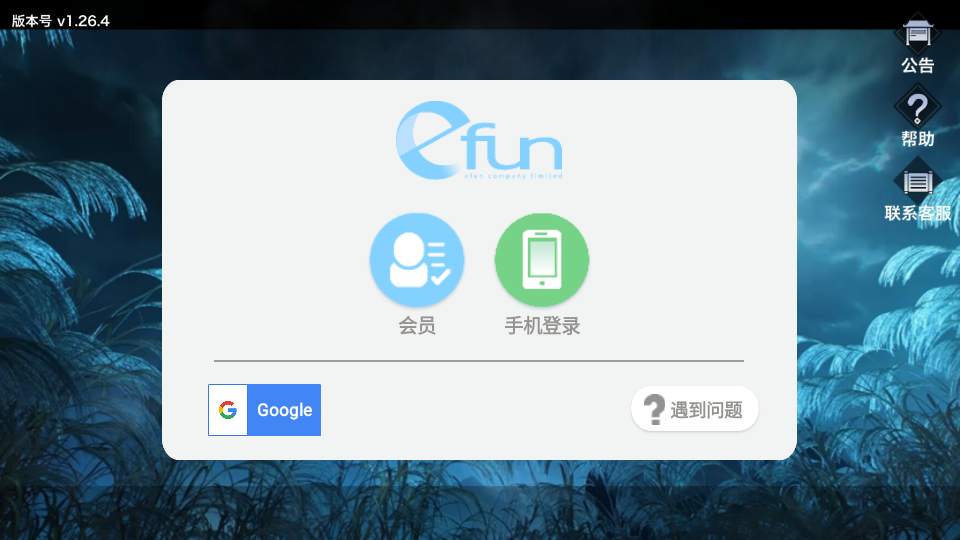 版本号 v1.26.4
公告
帮助
联系客服
efun
efun company limited
会员
手机登录
Google
遇到问题